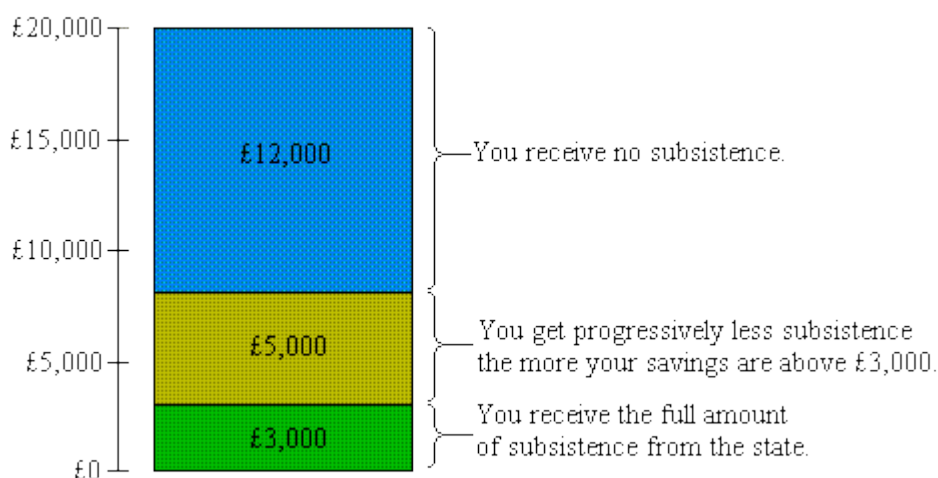 £20,000
£15,000
£12,000
You receive no subsistence.
£10,000
£5,000
£5,000
You get progressively less subsistence
the more your savings are above £3,000.
£3,000
You receive the full amount
of subsistence from the state.
£0